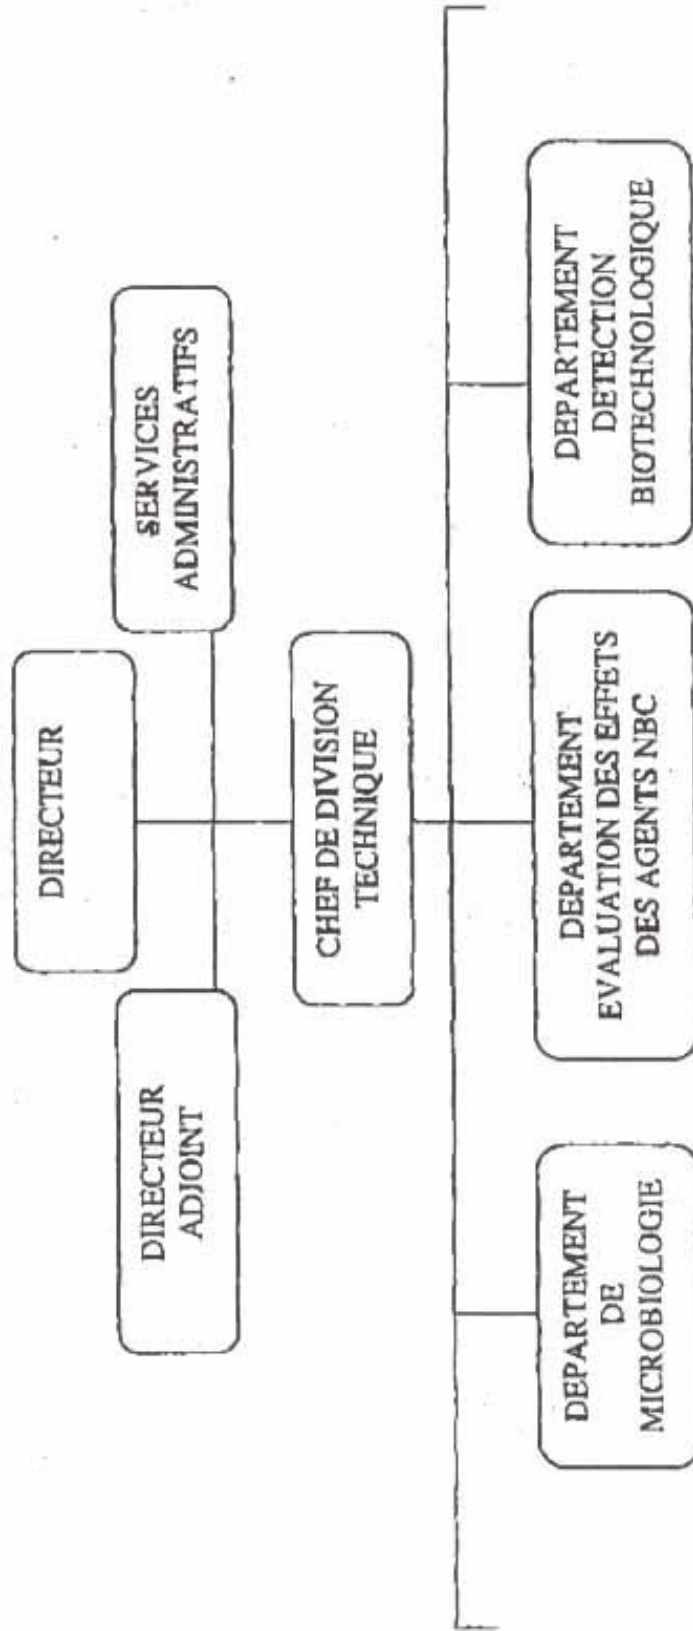 DIRECTEUR
DIRECTEUR
ADJOINT
SERVICES
ADMINISTRATIFS
CHEF DE DIVISION
TECHNIQUE
DEPARTEMENT
DE
MICROBIOLOGIE
DEPARTEMENT
EVALUATION DES EFFETS
DES AGENTS NBC
DEPARTEMENT
DETECTION
BIOTECHNOLOGIQUE